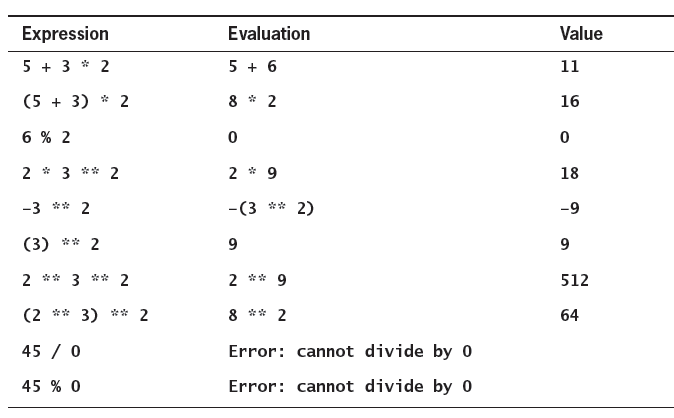 Expression Evaluation Value
5 + 3 * 2 5 + 6 11
(5 + 3) * 2 8 * 2 16
6 % 2 0 0
2 * 3 ** 2 2 * 9 18
–3 ** 2 –(3 ** 2) –9
(3) ** 2 9 9
2 ** 3 ** 2 2 ** 9 512
(2 ** 3) ** 2 8 ** 2 64
45 / 0 Error: cannot divide by 0
45 % 0 Error: cannot divide by 0